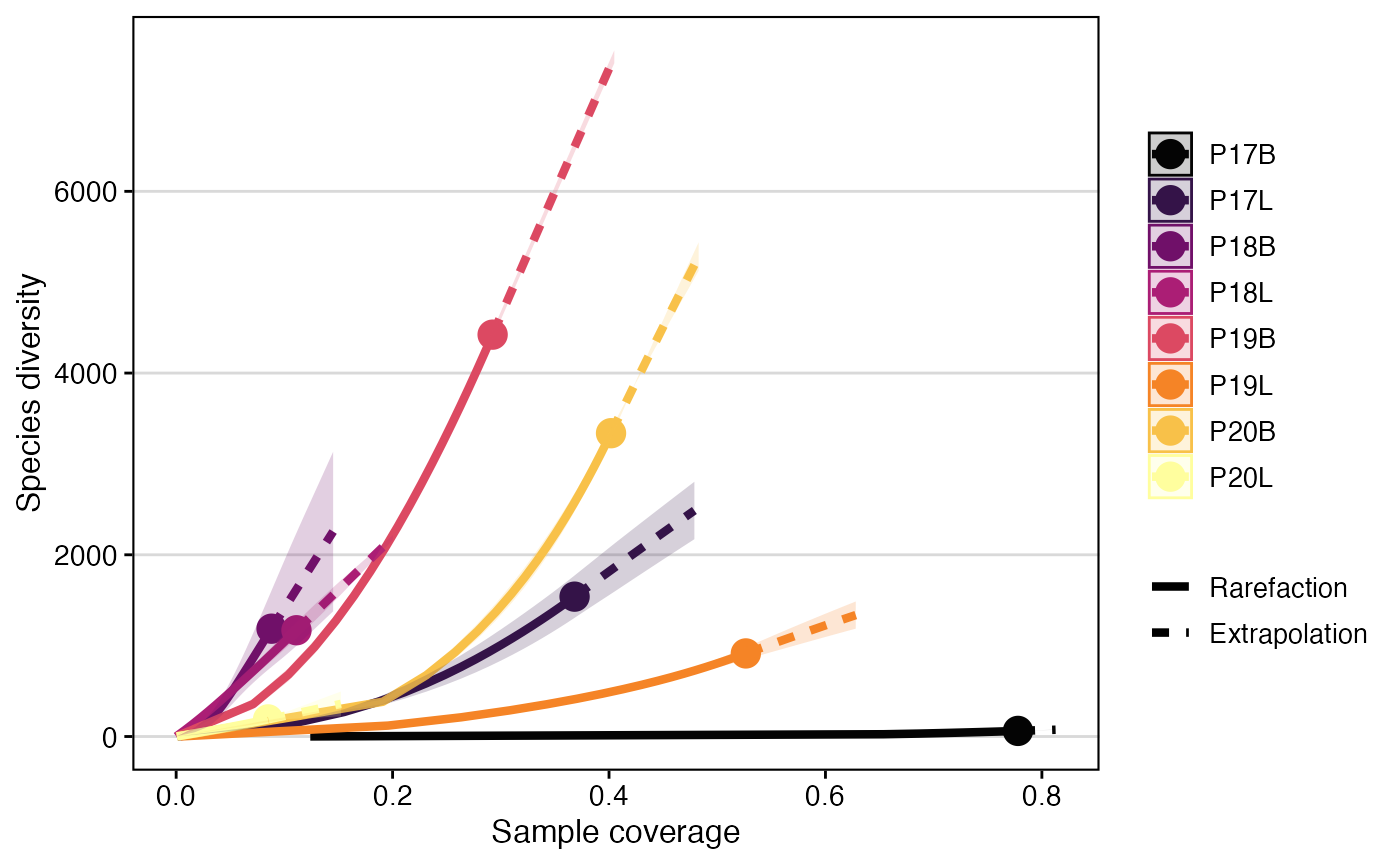 Species diversity
6000
4000
2000
0
0.0 0.2 0.4 0.6 0.8
Sample coverage
P17B
P17L
P18B
P18L
P19B
P19L
P20B
P20L
Rarefaction
Extrapolation